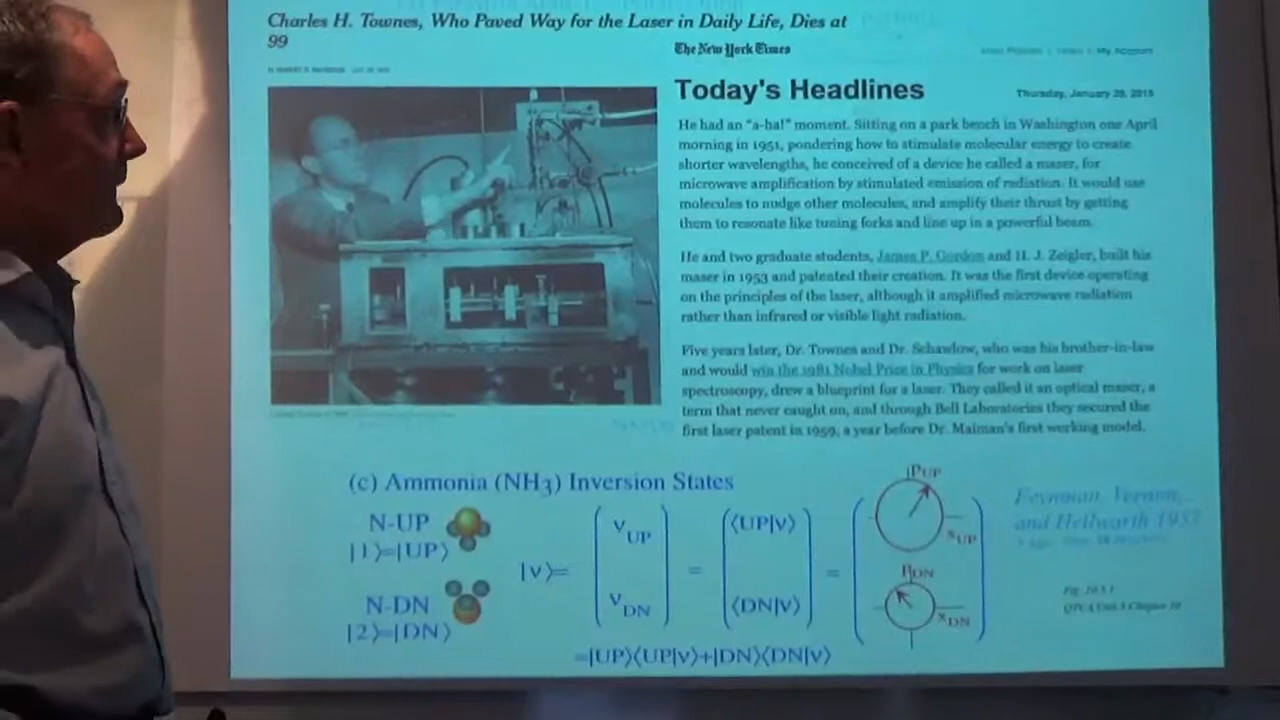 Charles H. Townes, Who Paved Way for the Laser in Daily Life, Dies at
99
The New York Times
My Account
Today's Headlines
Thursday, January 29, 2015
He had an "a-ha!" moment. Sitting on a park bench in Washington one April
morning in 1951, pondering how to stimulate molecular energy to create
shorter wavelengths, he conceived of a device he called a maser, for
microwave amplification by stimulated emission of radiation. It would use
molecules to nudge other molecules, and amplify their thrust by getting
them to resonate like tuning forks and line up in a powerful beam.
He and two graduate students, James P. Gordon and H. J. Zeigler, built his
maser in 1953 and patented their creation. It was the first device operating
on the principles of the laser, although it amplified microwave radiation
rather than infrared or visible light radiation.
Five years later, Dr. Townes and Dr. Schawlow, who was his brother-in-law
and would win the 1981 Nobel Prize in Physics for work on laser
spectroscopy, drew a blueprint for a laser. They called it an optical maser, a
term that never caught on, and through Bell Laboratories they secured the
first laser patent in 1959, a year before Dr. Maiman's first working model.
(c) Ammonia (NH3) Inversion States
N-UP
|1⟩=|UP⟩
N-DN
|2⟩=|DN⟩
|ν⟩= ( ν UP ν DN ) = ( ⟨UP|ν⟩ ⟨DN|ν⟩ ) = ( PUP xUP PDN xDN )
=|UP⟩⟨UP|ν⟩+|DN⟩⟨DN|ν⟩
Feynman, Vernon,
and Hellwarth 1957